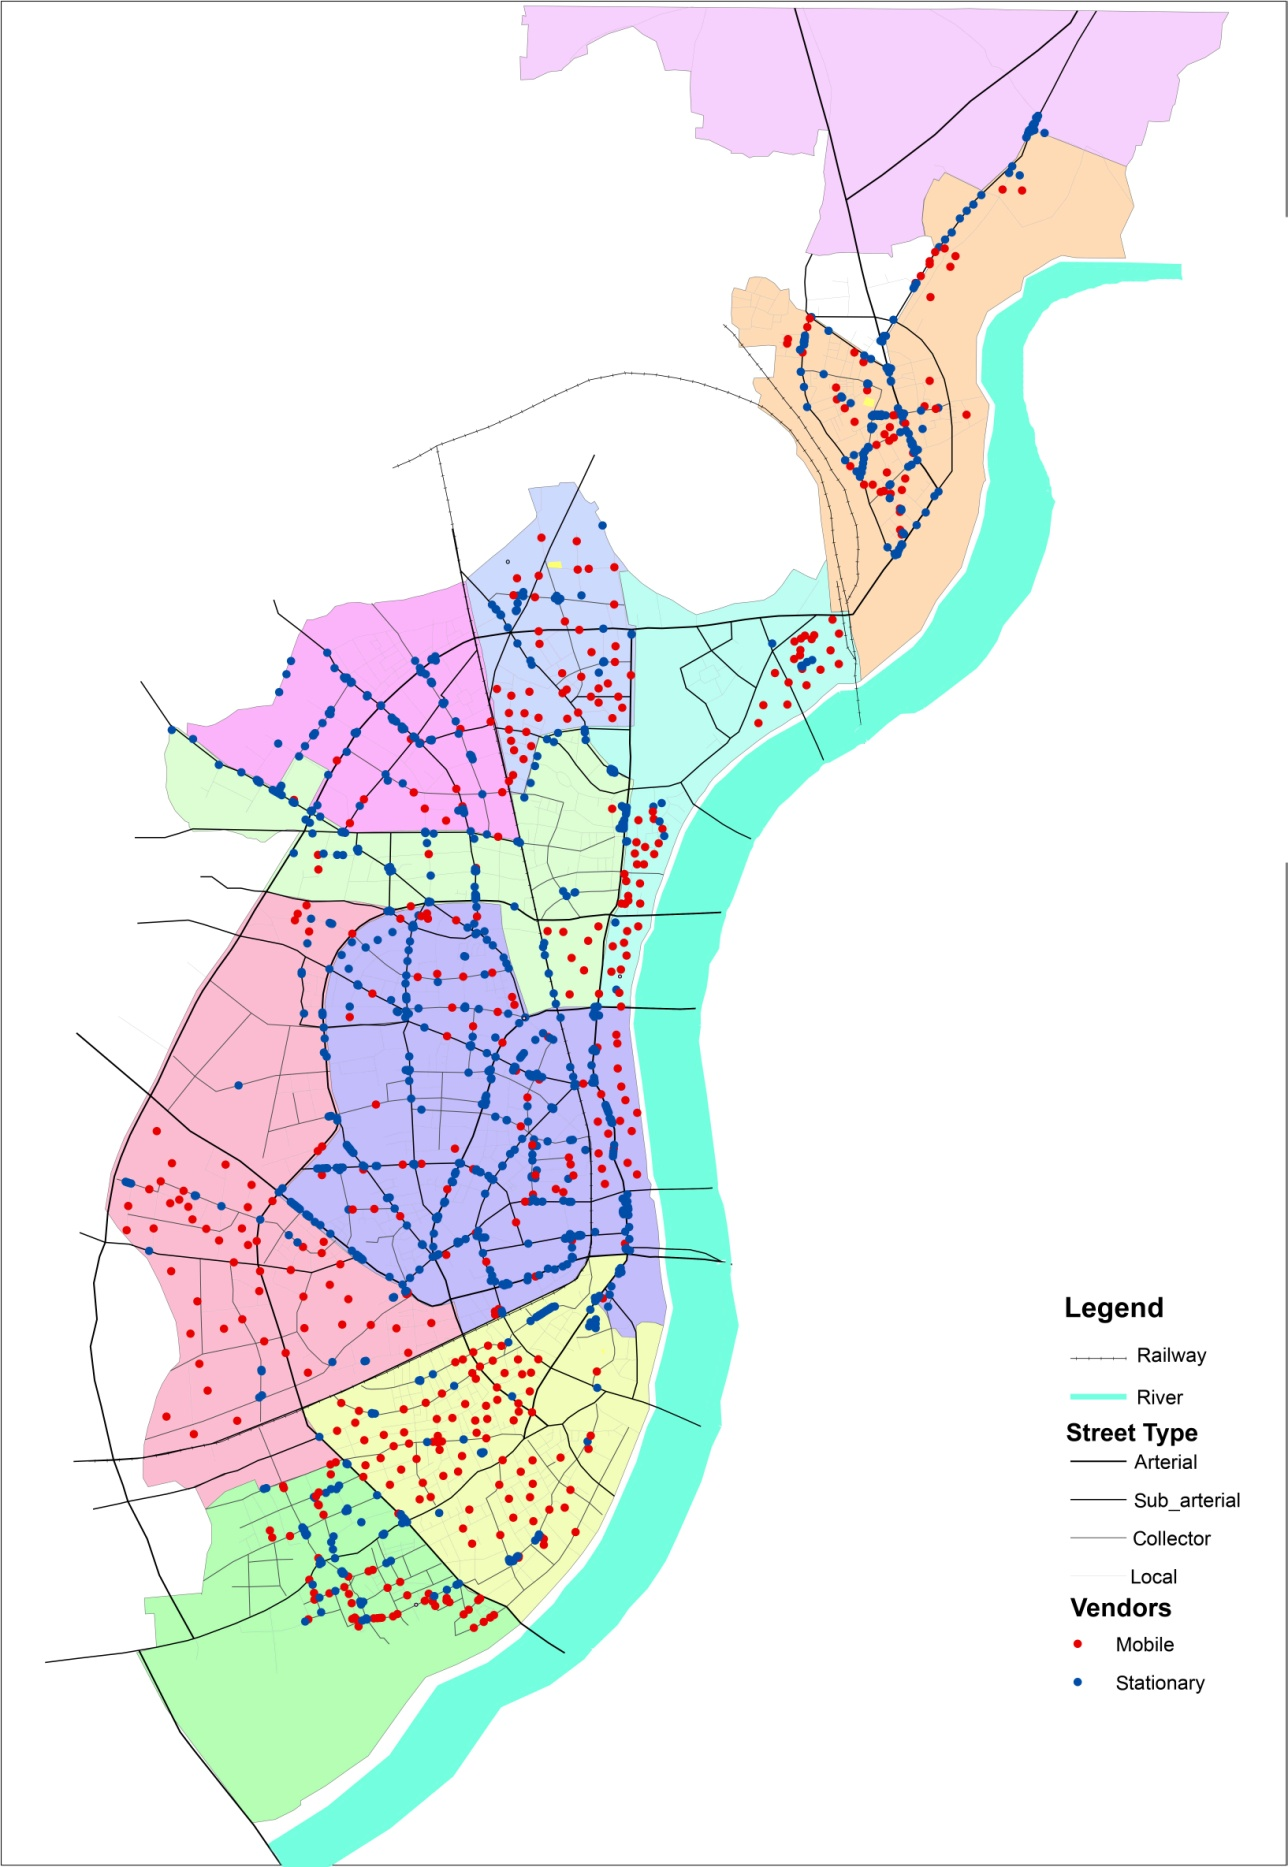 Legend
Railway
River
Street Type
Arterial
Sub_arterial
Collector
Local
Vendors
Mobile
Stationary